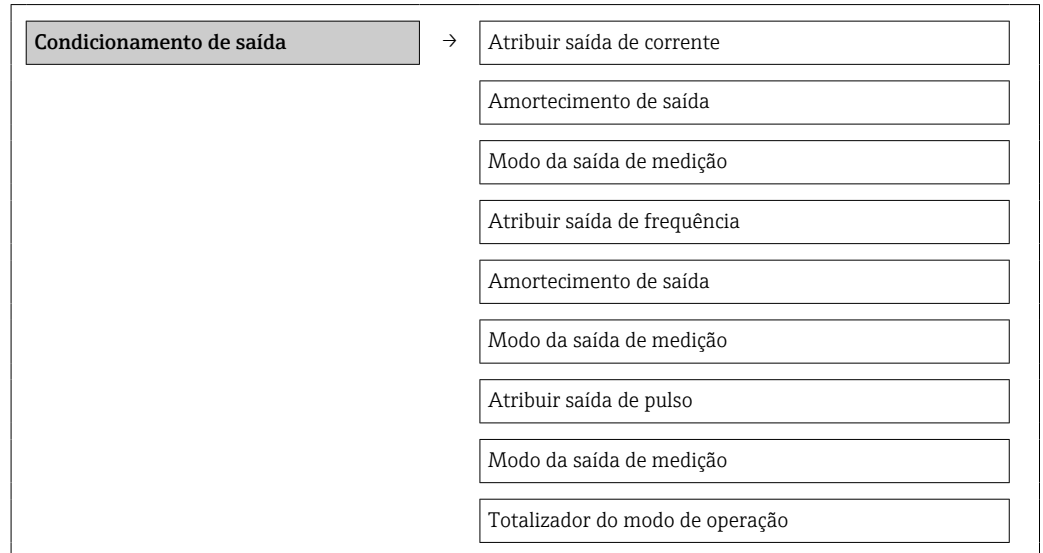 Condicionamento de saída → Atribuir saída de corrente
Amortecimento de saída
Modo da saída de medição
Atribuir saída de frequência
Amortecimento de saída
Modo da saída de medição
Atribuir saída de pulso
Modo da saída de medição
Totalizador do modo de operação